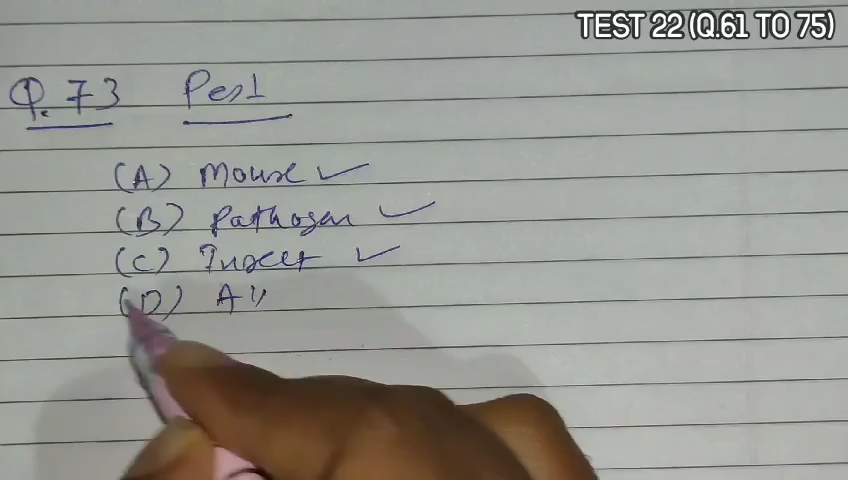 TEST 22 (Q.61 TO 75)
Q.73 Pest
(A) Mouse ✓
(B) Pathogen ✓
(C) Insect ✓
(D) All